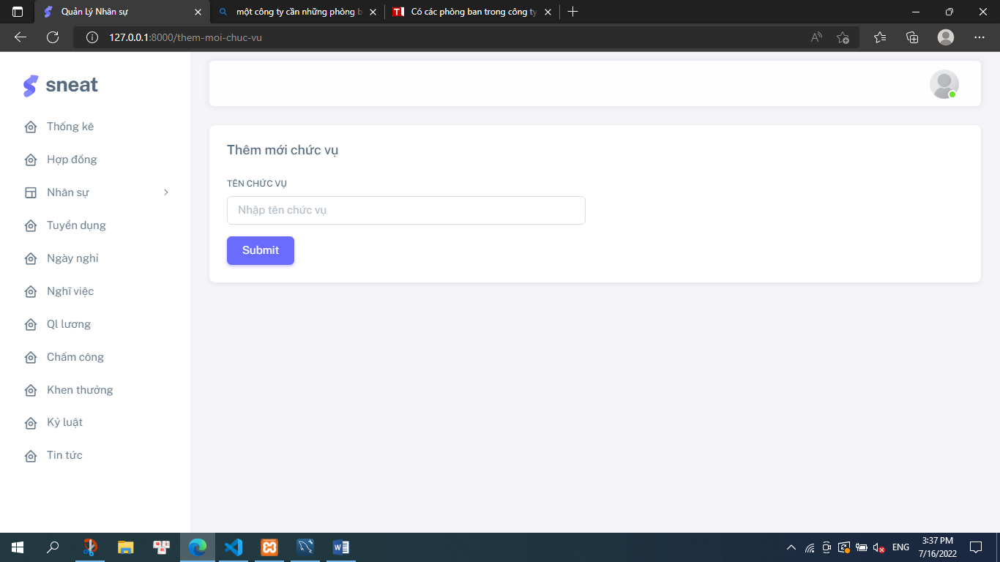 Quản Lý Nhân sự
một công ty cần những phòng b
Có các phòng ban trong công ty
127.0.0.1:8000/them-moi-chuc-vu
sneat
Thống kê
Hợp đồng
Nhân sự
Tuyển dụng
Ngày nghỉ
Nghĩ việc
Ql lương
Chấm công
Khen thưởng
Kỷ luật
Tin tức
Thêm mới chức vụ
TÊN CHỨC VỤ
Nhập tên chức vụ
Submit
ENG
3:37 PM
7/16/2022